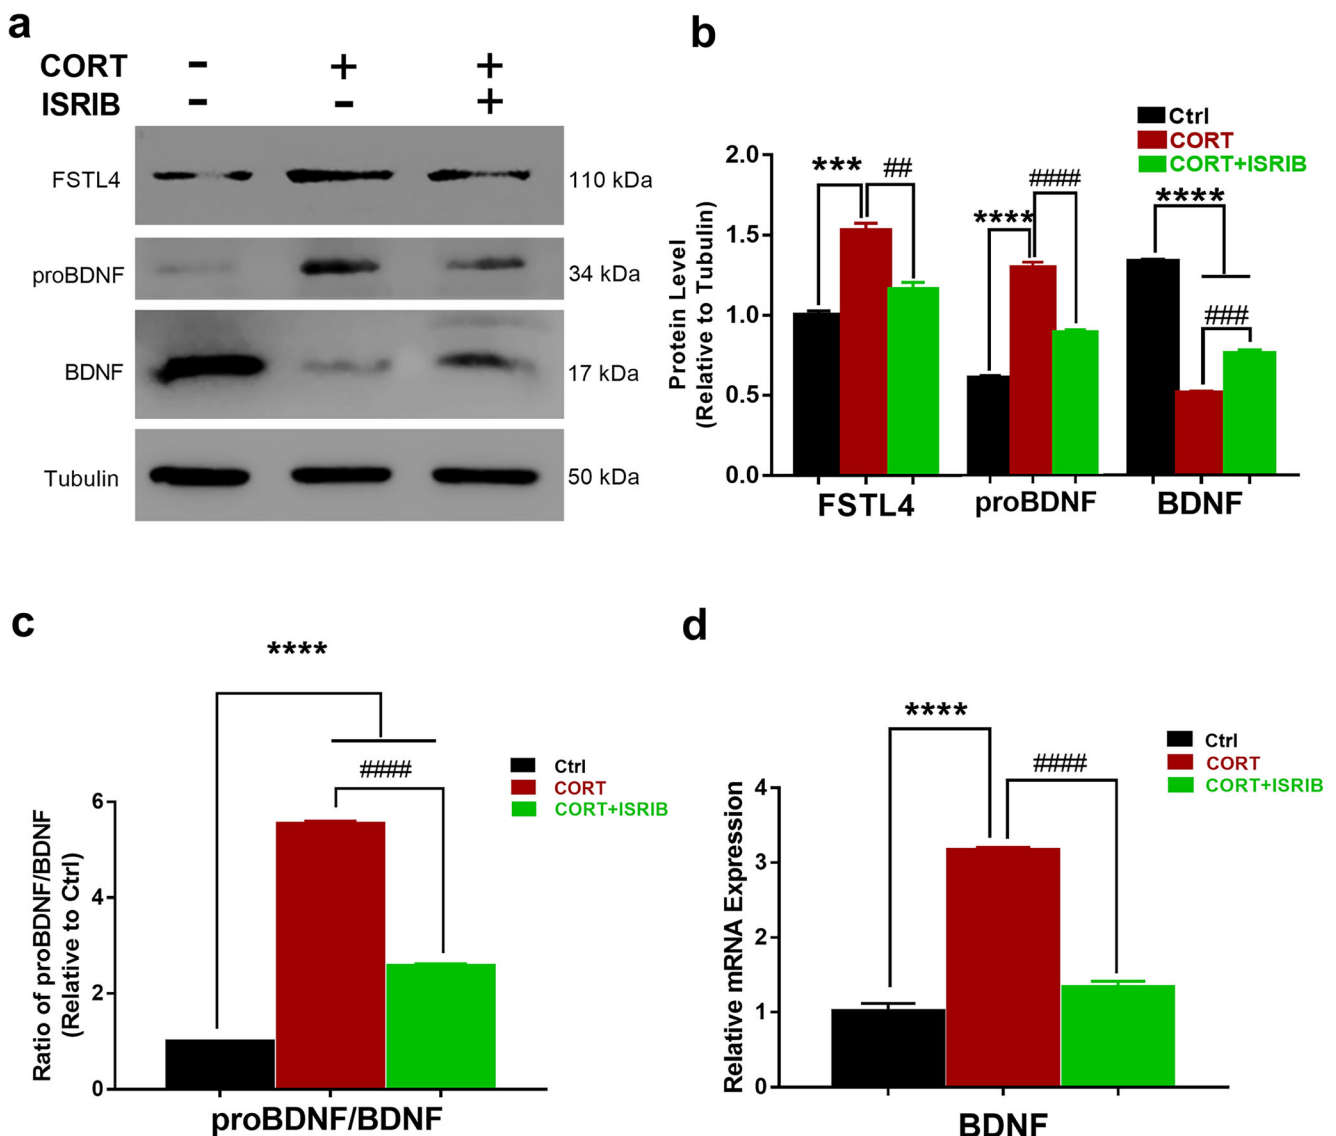 a
CORT - + +
ISRIB - - +
FSTL4 110 kDa
proBDNF 34 kDa
BDNF 17 kDa
Tubulin 50 kDa
b
Ctrl
CORT
CORT+ISRIB
Protein Level
(Relative to Tubulin)
2.0
1.5
1.0
0.5
0.0
*** ##
**** ####
****
###
FSTL4 proBDNF BDNF
c
****
####
Ctrl
CORT
CORT+ISRIB
Ratio of proBDNF/BDNF
(Relative to Ctrl)
6
4
2
0
proBDNF/BDNF
d
****
####
Ctrl
CORT
CORT+ISRIB
Relative mRNA Expression
4
3
2
1
0
BDNF